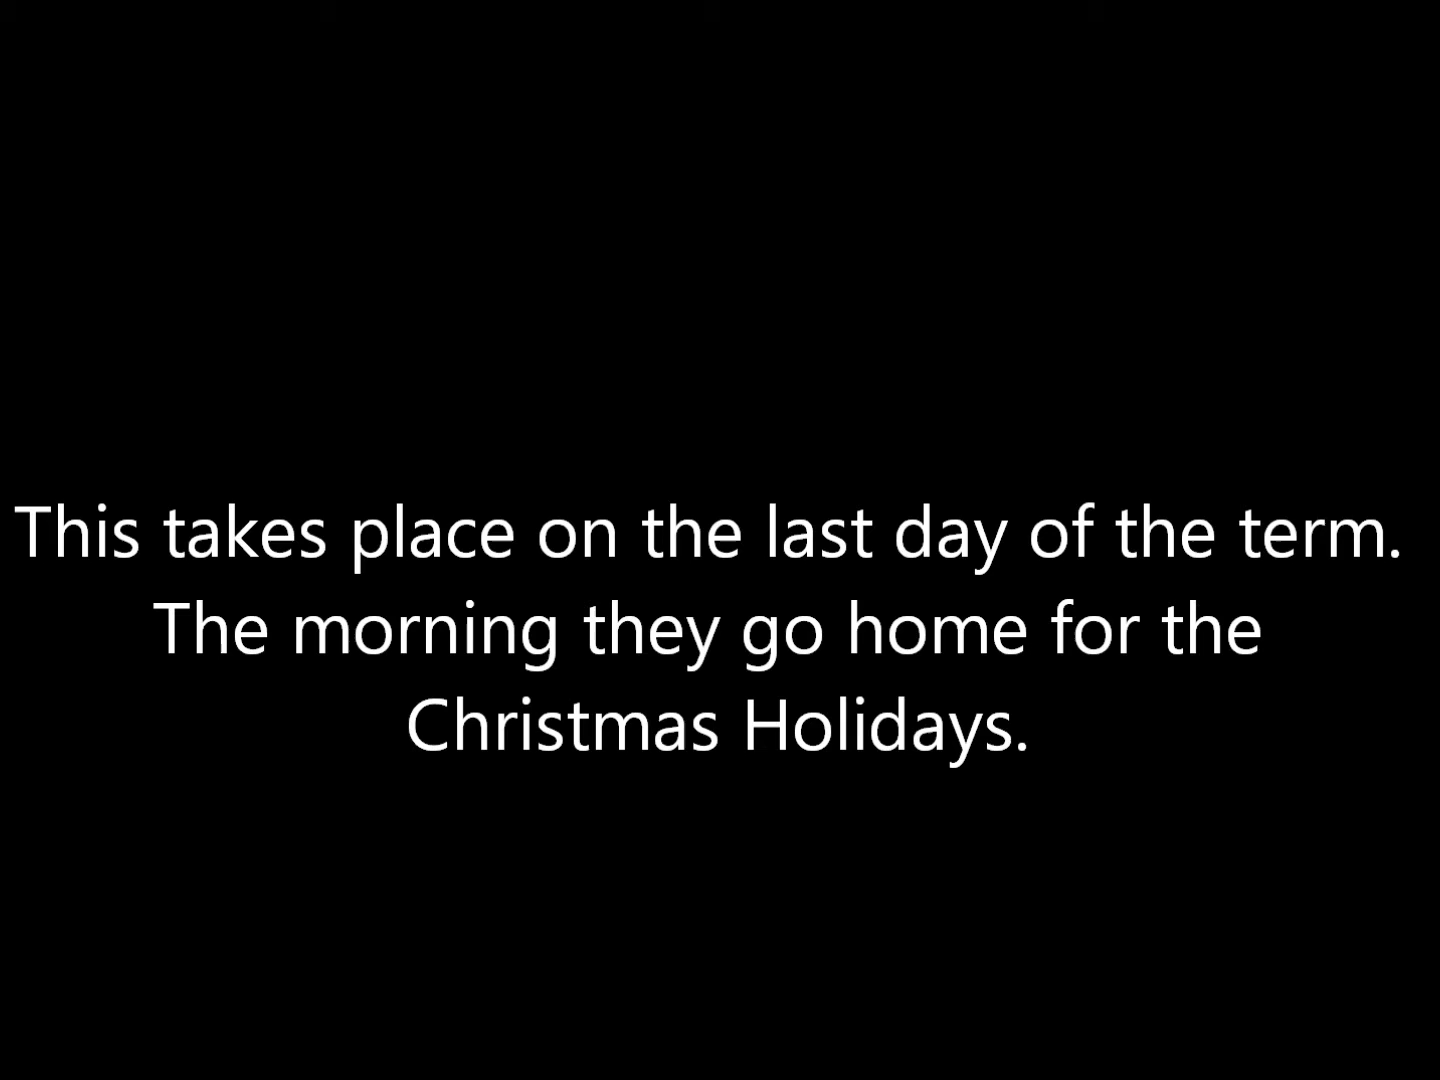 This takes place on the last day of the term.
The morning they go home for the
Christmas Holidays.